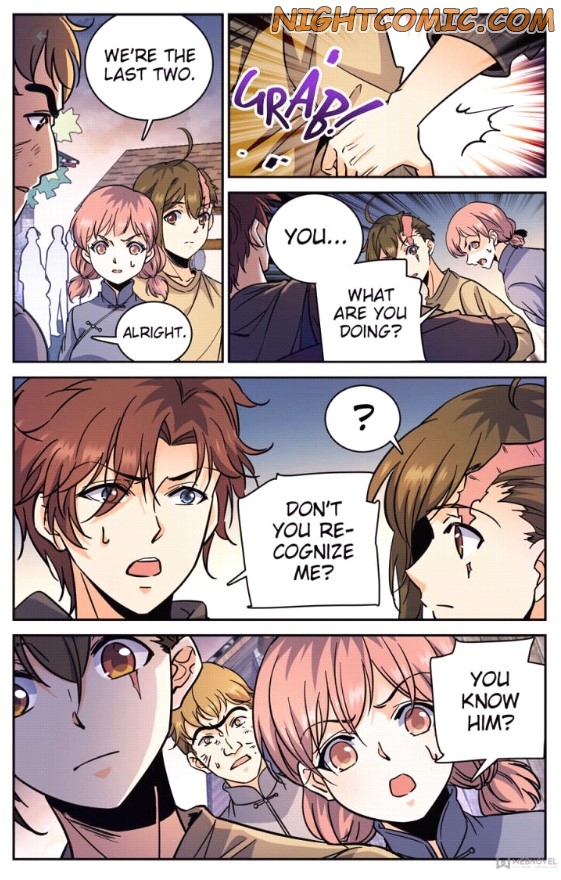 NIGHTCOMIC.COM
WE'RE THE
LAST TWO.
ALRIGHT.
GRAB!
YOU...
WHAT
ARE YOU
DOING?
?
DON'T
YOU RE-
COGNIZE
ME?
YOU
KNOW
HIM?
WEBNOVEL